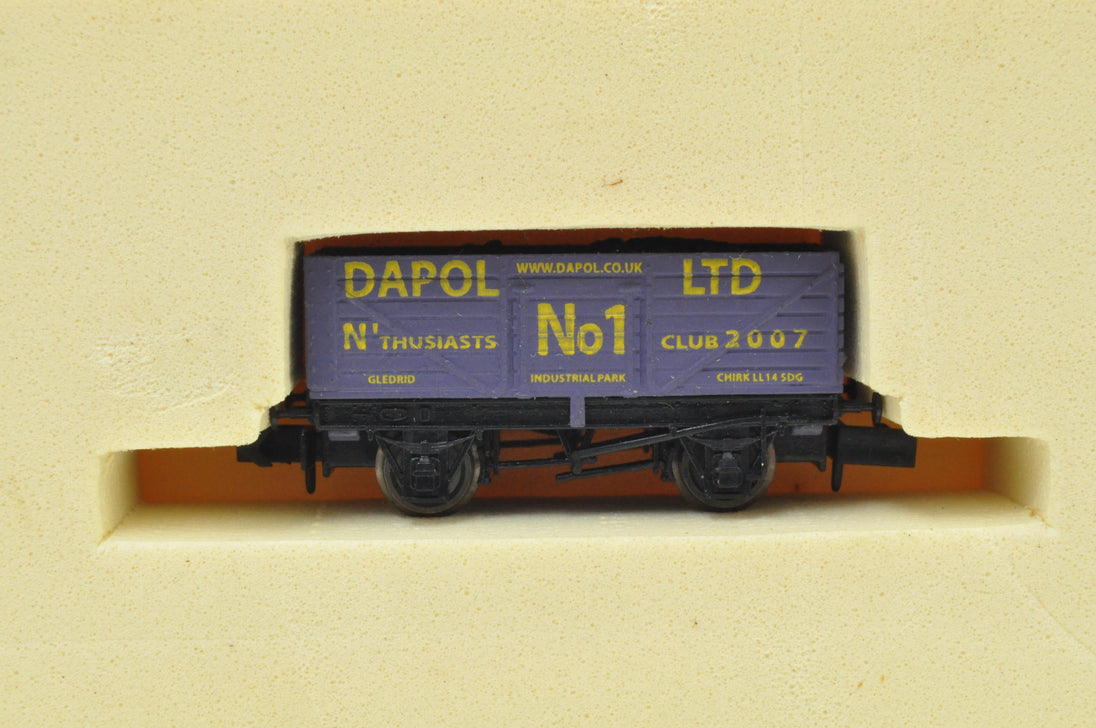 DAPOL WWW.DAPOL.CO.UK LTD
N'THUSIASTS No1 CLUB 2007
GLEDRID INDUSTRIAL PARK CHIRK LL14 5DG